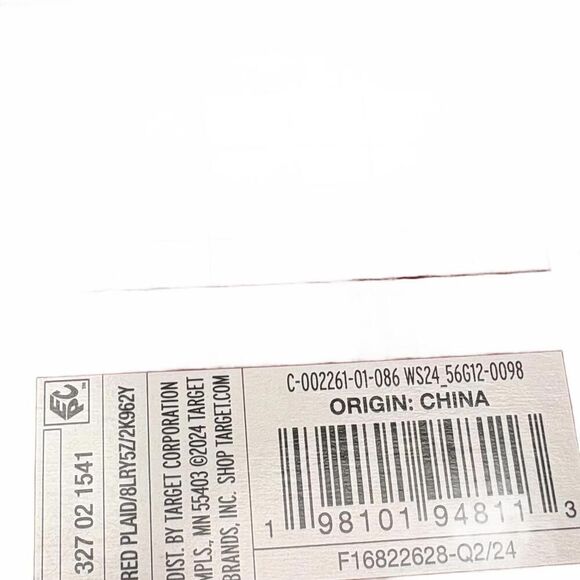 C-002261-01-086 WS24_56G12-0098
ORIGIN: CHINA
1 98101 94811 3
F16822628-Q2/24
327 02 1541
RED PLAID/8LRY57/2K962Y
DIST. BY TARGET CORPORATION
MPLS., MN 55403 ©2024 TARGET
BRANDS, INC. SHOP TARGET.COM